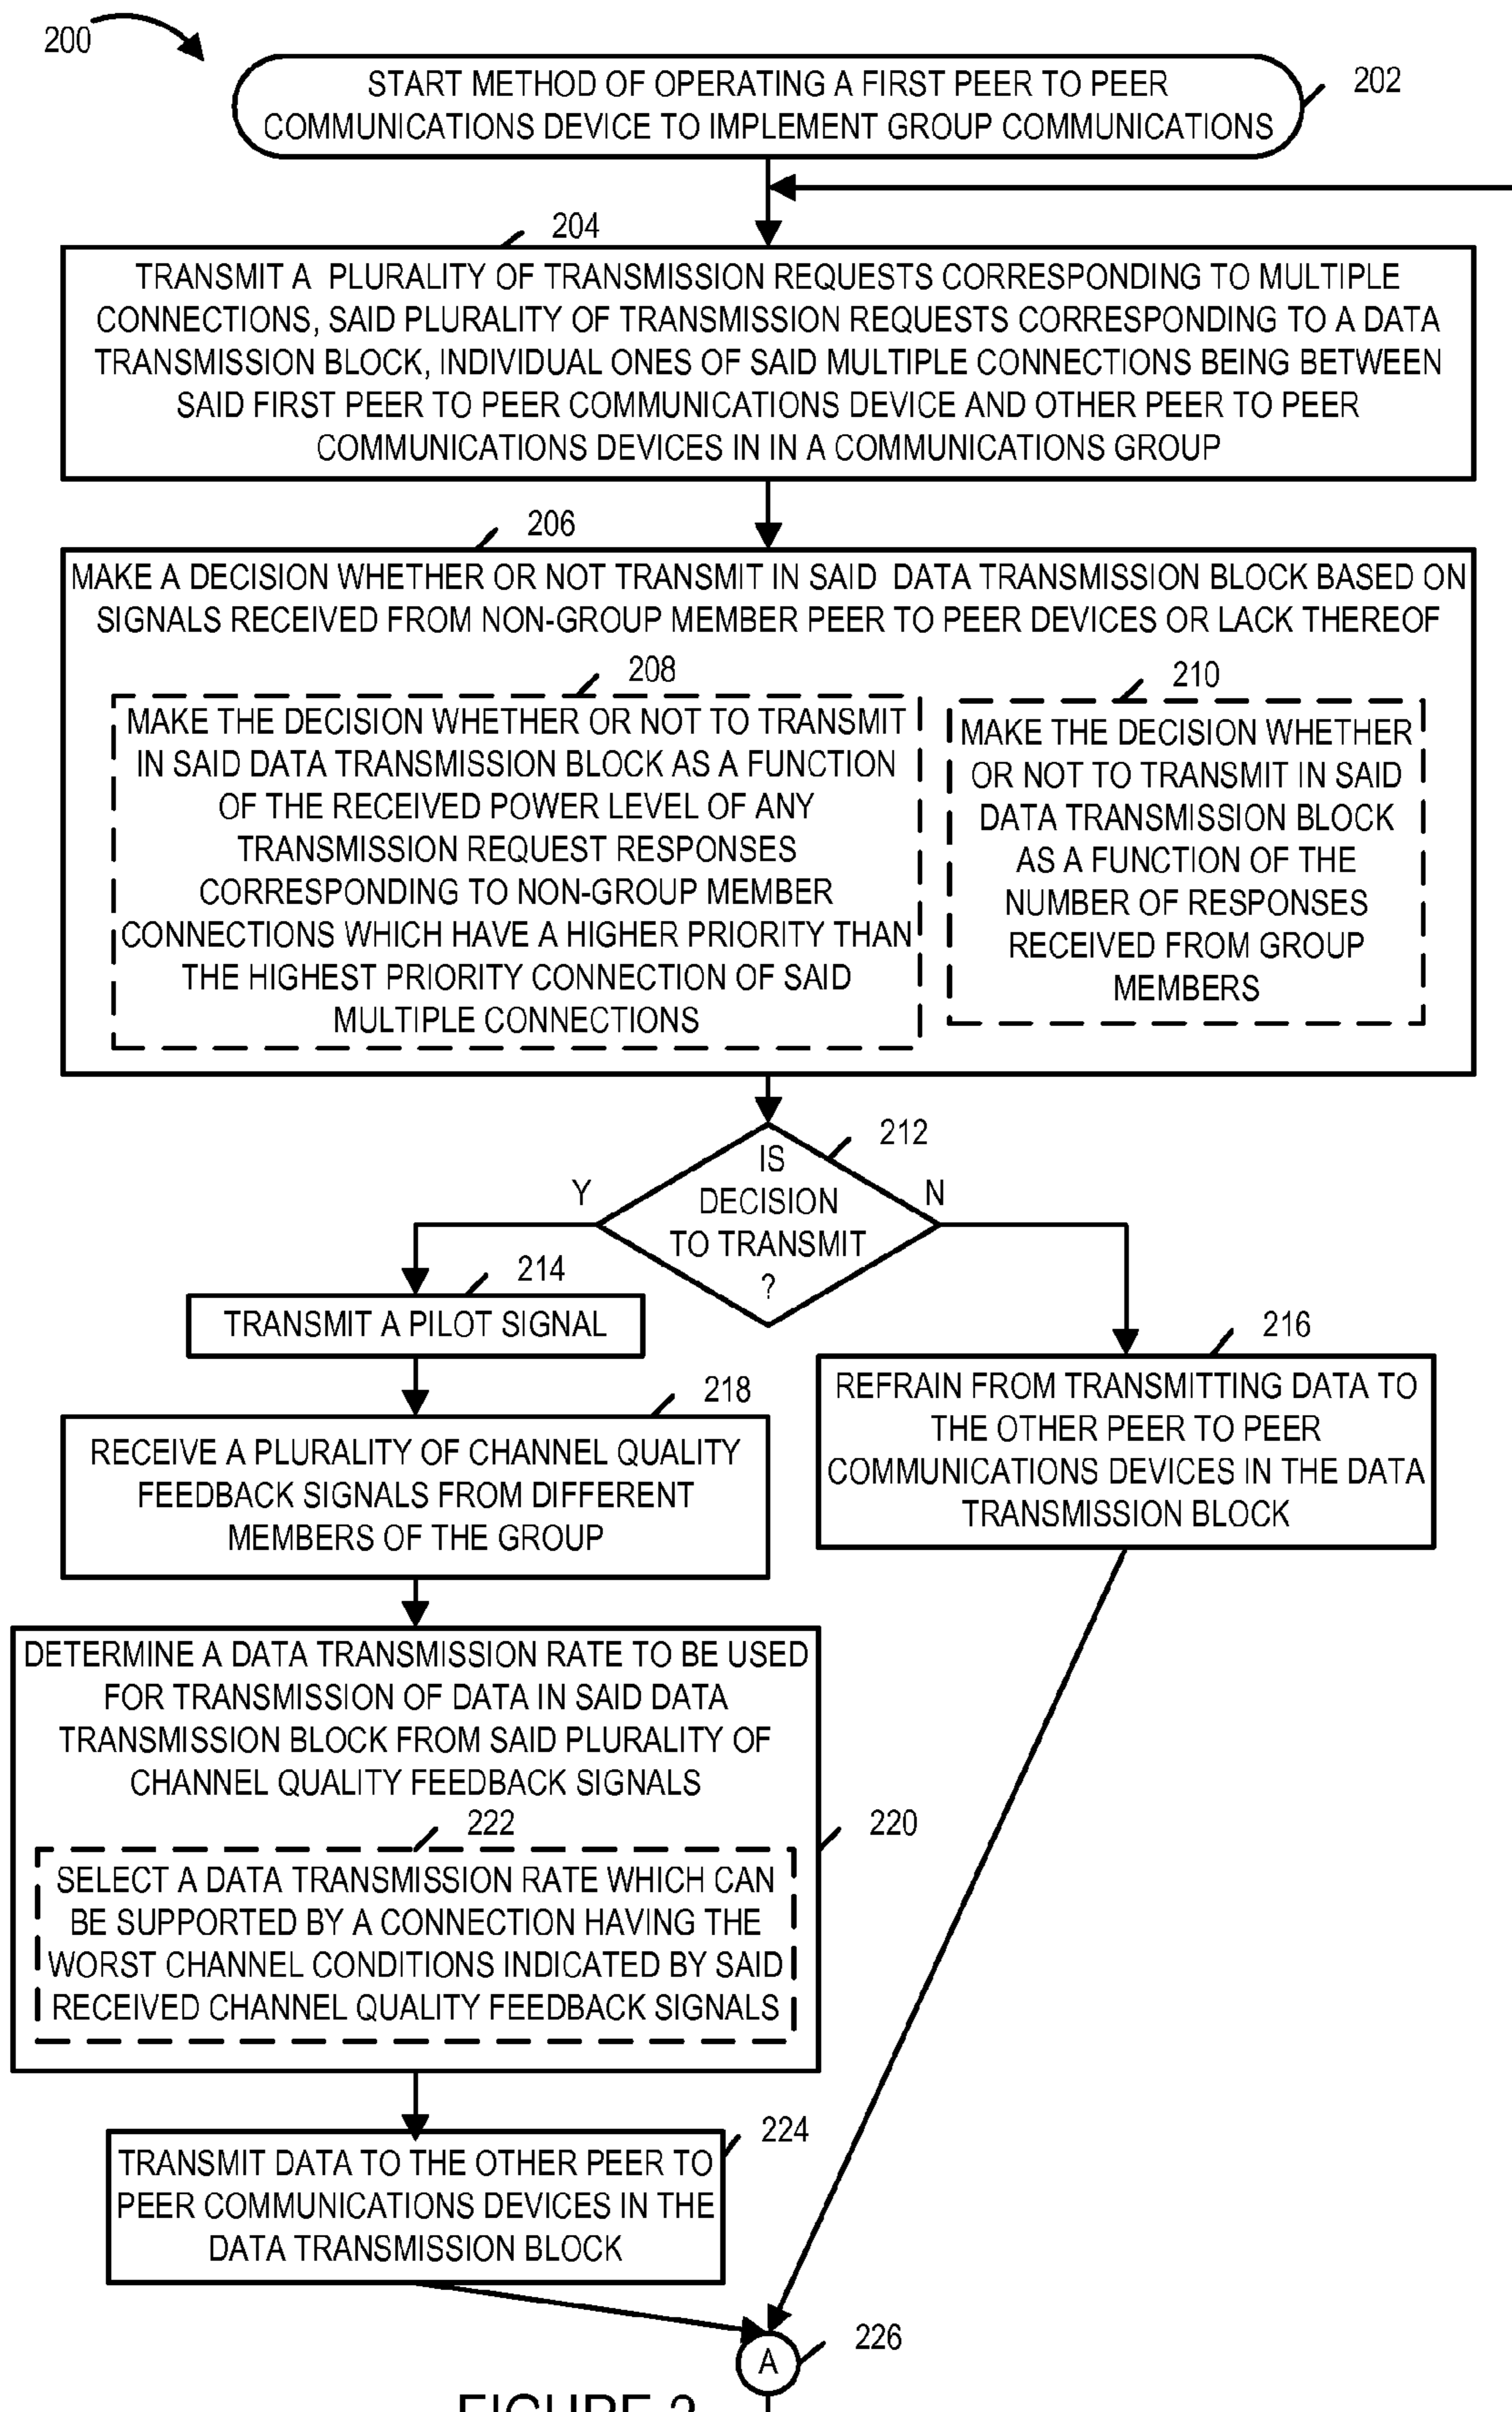 200
START METHOD OF OPERATING A FIRST PEER TO PEER
COMMUNICATIONS DEVICE TO IMPLEMENT GROUP COMMUNICATIONS
202
204
TRANSMIT A PLURALITY OF TRANSMISSION REQUESTS CORRESPONDING TO MULTIPLE
CONNECTIONS, SAID PLURALITY OF TRANSMISSION REQUESTS CORRESPONDING TO A DATA
TRANSMISSION BLOCK, INDIVIDUAL ONES OF SAID MULTIPLE CONNECTIONS BEING BETWEEN
SAID FIRST PEER TO PEER COMMUNICATIONS DEVICE AND OTHER PEER TO PEER
COMMUNICATIONS DEVICES IN IN A COMMUNICATIONS GROUP
206
MAKE A DECISION WHETHER OR NOT TRANSMIT IN SAID DATA TRANSMISSION BLOCK BASED ON
SIGNALS RECEIVED FROM NON-GROUP MEMBER PEER TO PEER DEVICES OR LACK THEREOF
208
MAKE THE DECISION WHETHER OR NOT TO TRANSMIT
IN SAID DATA TRANSMISSION BLOCK AS A FUNCTION
OF THE RECEIVED POWER LEVEL OF ANY
TRANSMISSION REQUEST RESPONSES
CORRESPONDING TO NON-GROUP MEMBER
CONNECTIONS WHICH HAVE A HIGHER PRIORITY THAN
THE HIGHEST PRIORITY CONNECTION OF SAID
MULTIPLE CONNECTIONS
210
MAKE THE DECISION WHETHER
OR NOT TO TRANSMIT IN SAID
DATA TRANSMISSION BLOCK
AS A FUNCTION OF THE
NUMBER OF RESPONSES
RECEIVED FROM GROUP
MEMBERS
212
IS
DECISION
TO TRANSMIT
?
Y
N
214
TRANSMIT A PILOT SIGNAL
216
REFRAIN FROM TRANSMITTING DATA TO
THE OTHER PEER TO PEER
COMMUNICATIONS DEVICES IN THE DATA
TRANSMISSION BLOCK
218
RECEIVE A PLURALITY OF CHANNEL QUALITY
FEEDBACK SIGNALS FROM DIFFERENT
MEMBERS OF THE GROUP
DETERMINE A DATA TRANSMISSION RATE TO BE USED
FOR TRANSMISSION OF DATA IN SAID DATA
TRANSMISSION BLOCK FROM SAID PLURALITY OF
CHANNEL QUALITY FEEDBACK SIGNALS
220
222
SELECT A DATA TRANSMISSION RATE WHICH CAN
BE SUPPORTED BY A CONNECTION HAVING THE
WORST CHANNEL CONDITIONS INDICATED BY SAID
RECEIVED CHANNEL QUALITY FEEDBACK SIGNALS
224
TRANSMIT DATA TO THE OTHER PEER TO
PEER COMMUNICATIONS DEVICES IN THE
DATA TRANSMISSION BLOCK
A
226
FIGURE